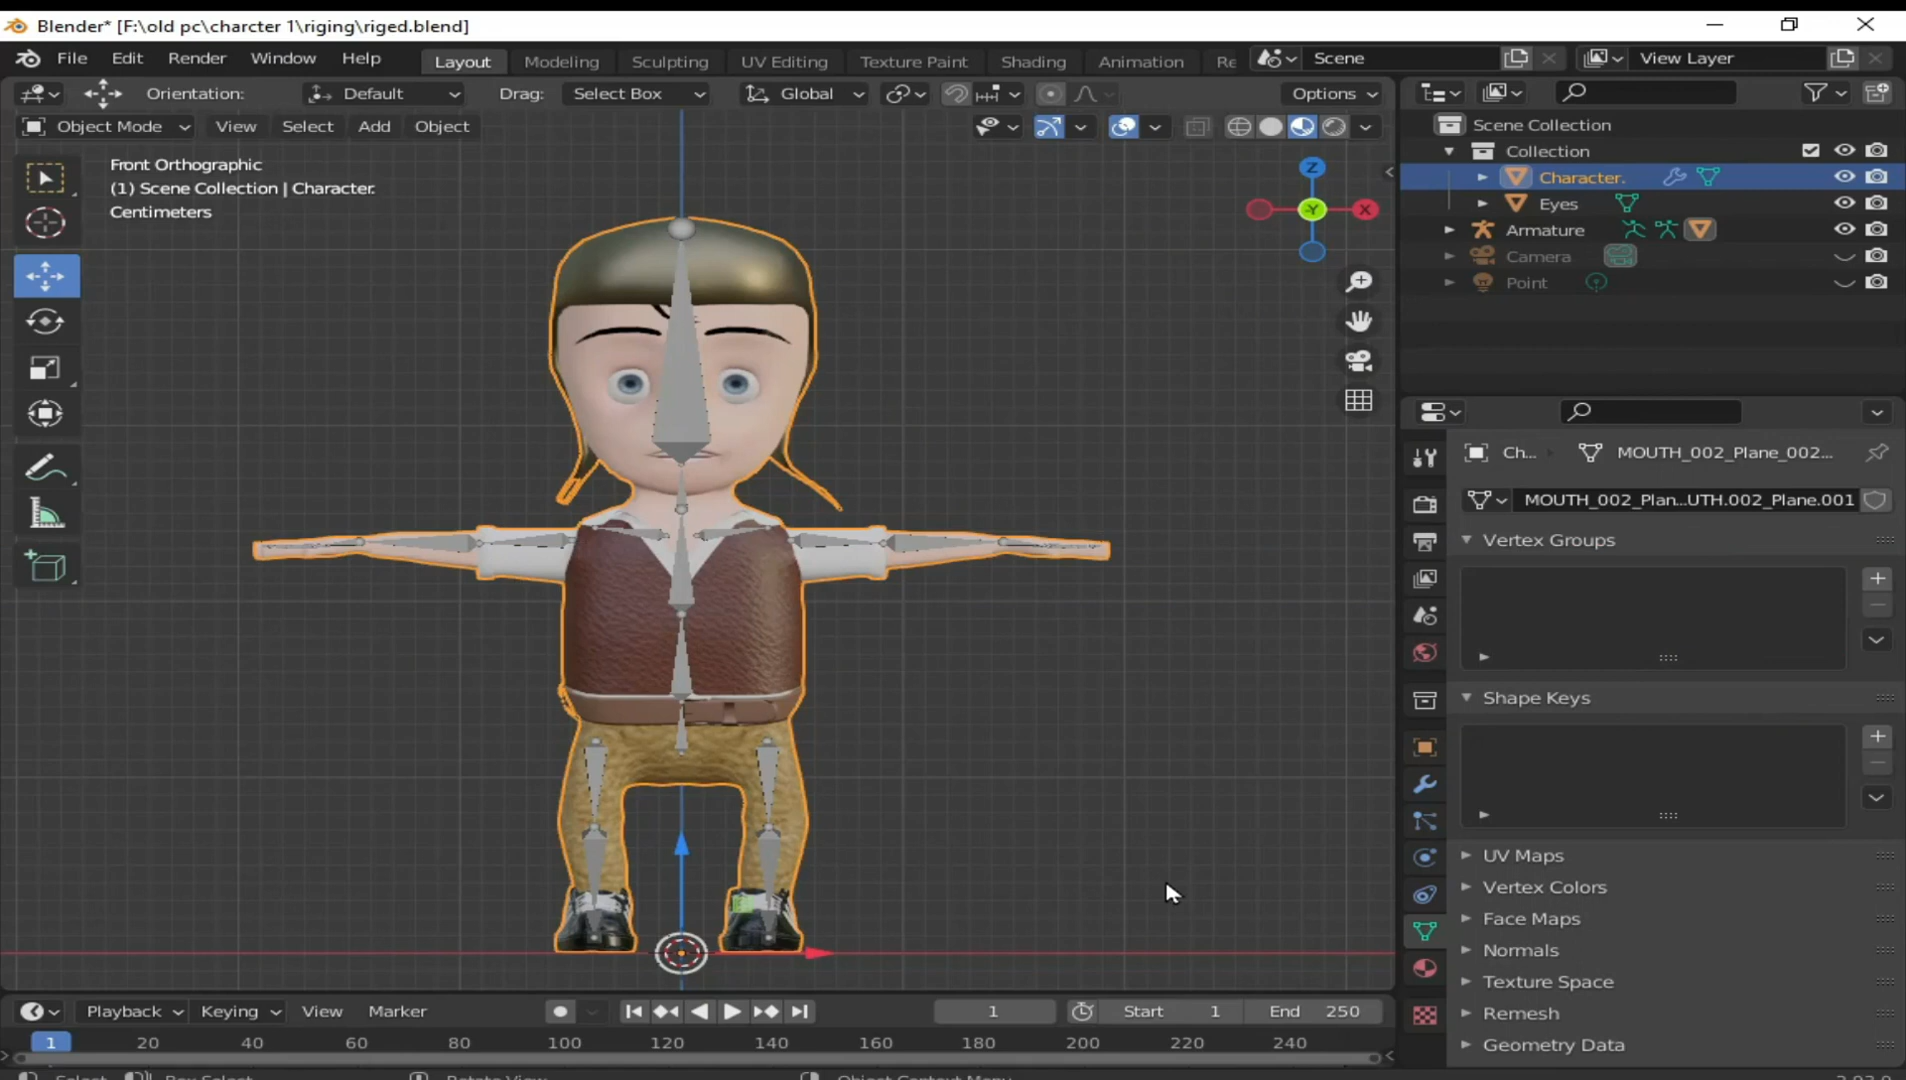 Blender* [F:\old pc\charcter 1\riging\riged.blend]
File Edit Render Window Help Layout Modeling Sculpting UV Editing Texture Paint Shading Animation Re Scene View Layer
Orientation: Default Drag: Select Box Global Options
Object Mode View Select Add Object
Front Orthographic
(1) Scene Collection | Character.
Centimeters
Z
-Y X
Scene Collection
Collection
Character.
Eyes
Armature
Camera
Point
Ch... MOUTH_002_Plane_002...
MOUTH_002_Plan...UTH.002_Plane.001
Vertex Groups
Shape Keys
UV Maps
Vertex Colors
Face Maps
Normals
Texture Space
Remesh
Geometry Data
Playback Keying View Marker 1 Start 1 End 250
1 20 40 60 80 100 120 140 160 180 200 220 240